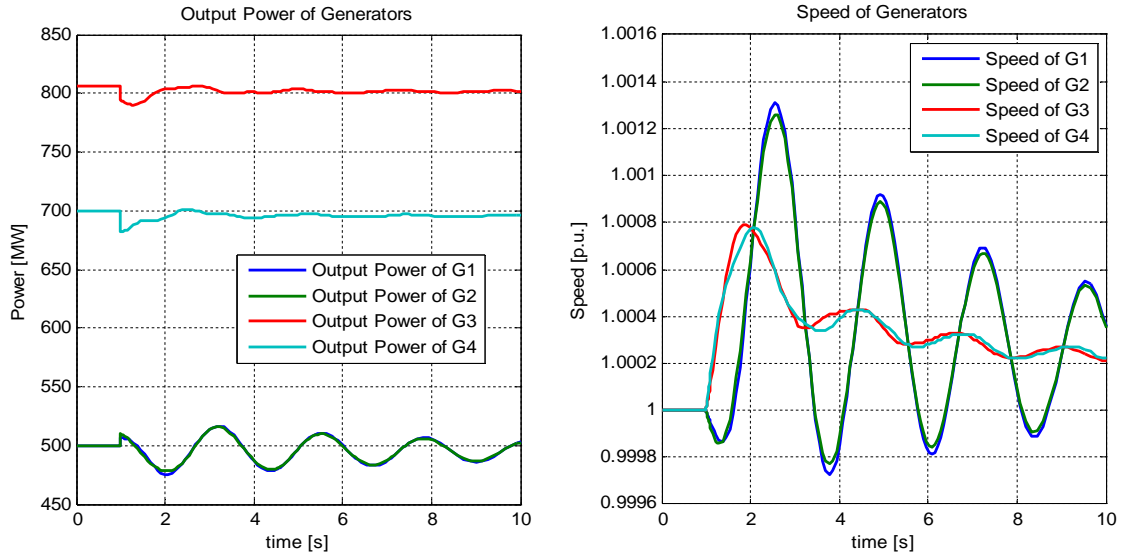 Output Power of Generators
850
800
750
700
650
600
550
500
450
Power [MW]
Output Power of G1
Output Power of G2
Output Power of G3
Output Power of G4
0 2 4 6 8 10
time [s]
Speed of Generators
1.0016
1.0014
1.0012
1.001
1.0008
1.0006
1.0004
1.0002
1
0.9998
0.9996
Speed [p.u.]
Speed of G1
Speed of G2
Speed of G3
Speed of G4
0 2 4 6 8 10
time [s]